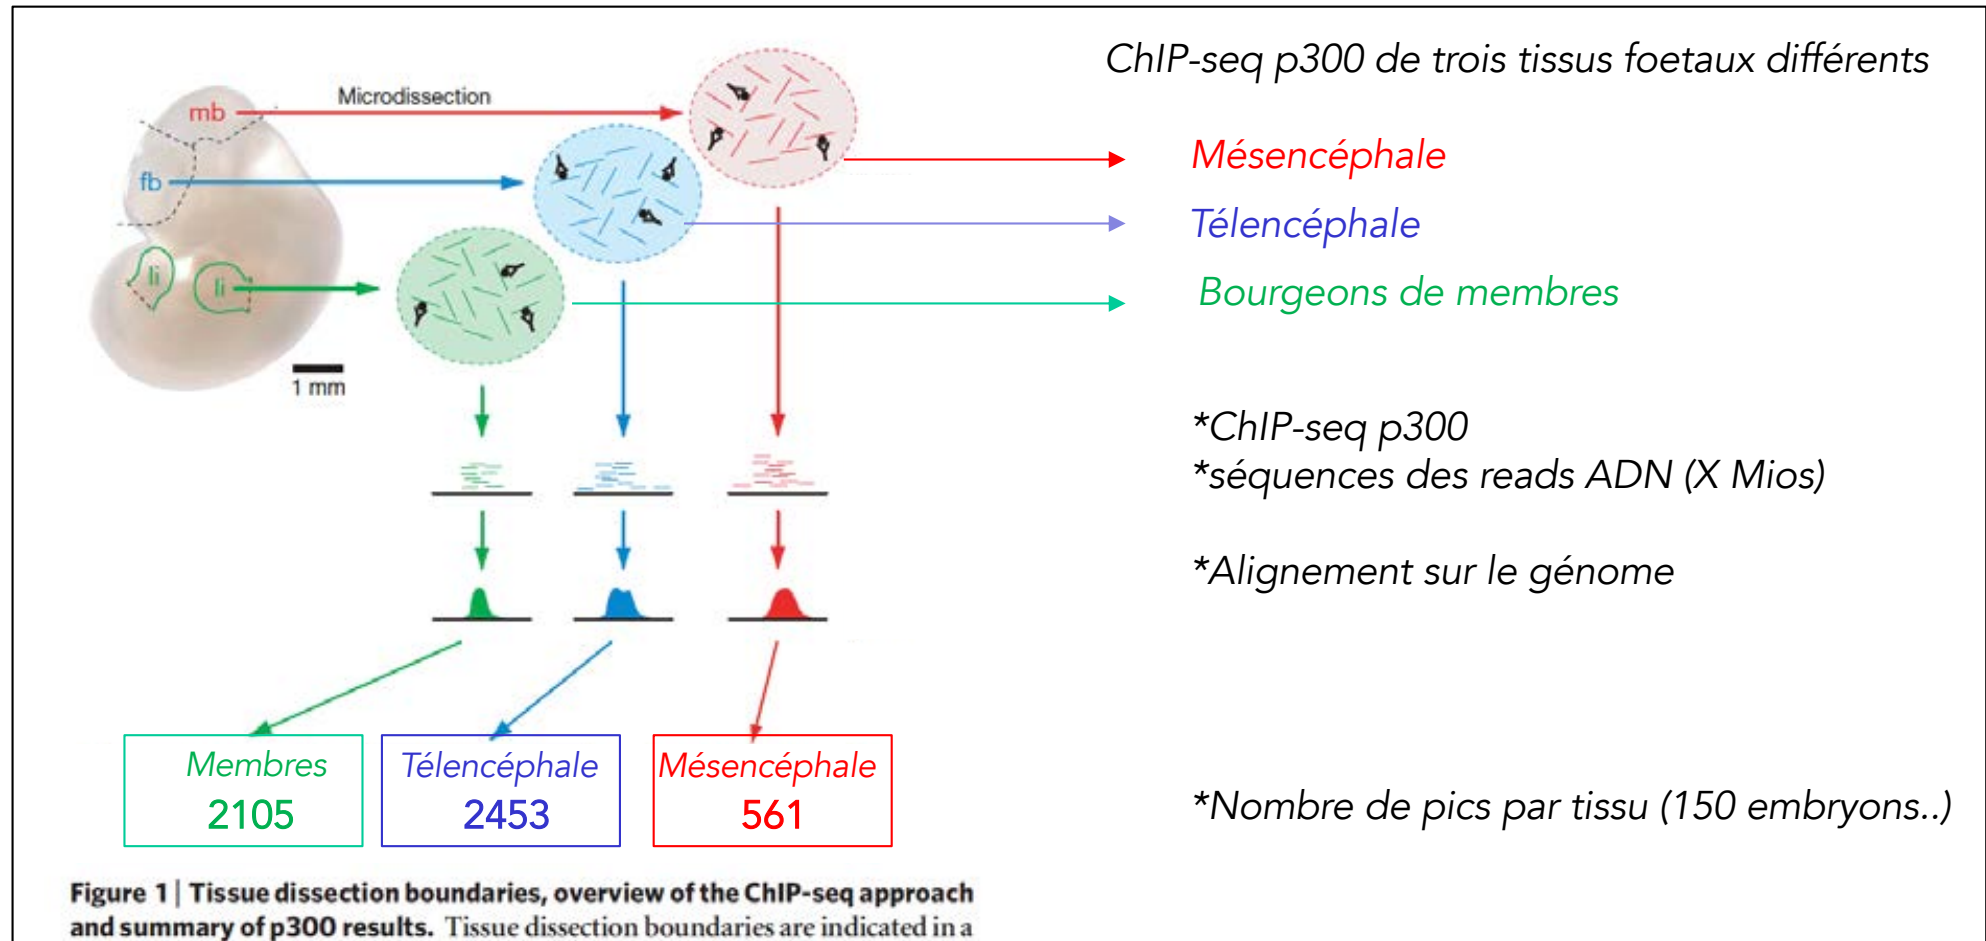 ChIP-seq p300 de trois tissus foetaux différents
mb
Microdissection
fb
li
li
1 mm
Mésencéphale
Télencéphale
Bourgeons de membres
*ChIP-seq p300
*séquences des reads ADN (X Mios)
*Alignement sur le génome
Membres
2105
Télencéphale
2453
Mésencéphale
561
*Nombre de pics par tissu (150 embryons..)
Figure 1 | Tissue dissection boundaries, overview of the ChIP-seq approach
and summary of p300 results. Tissue dissection boundaries are indicated in a